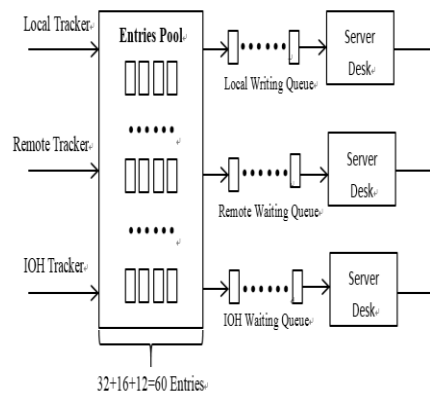 Local Tracker
Entries Pool
Server
Desk
Local Writing Queue
Remote Tracker
Server
Desk
Remote Waiting Queue
IOH Tracker
Server
Desk
IOH Waiting Queue
32+16+12=60 Entries